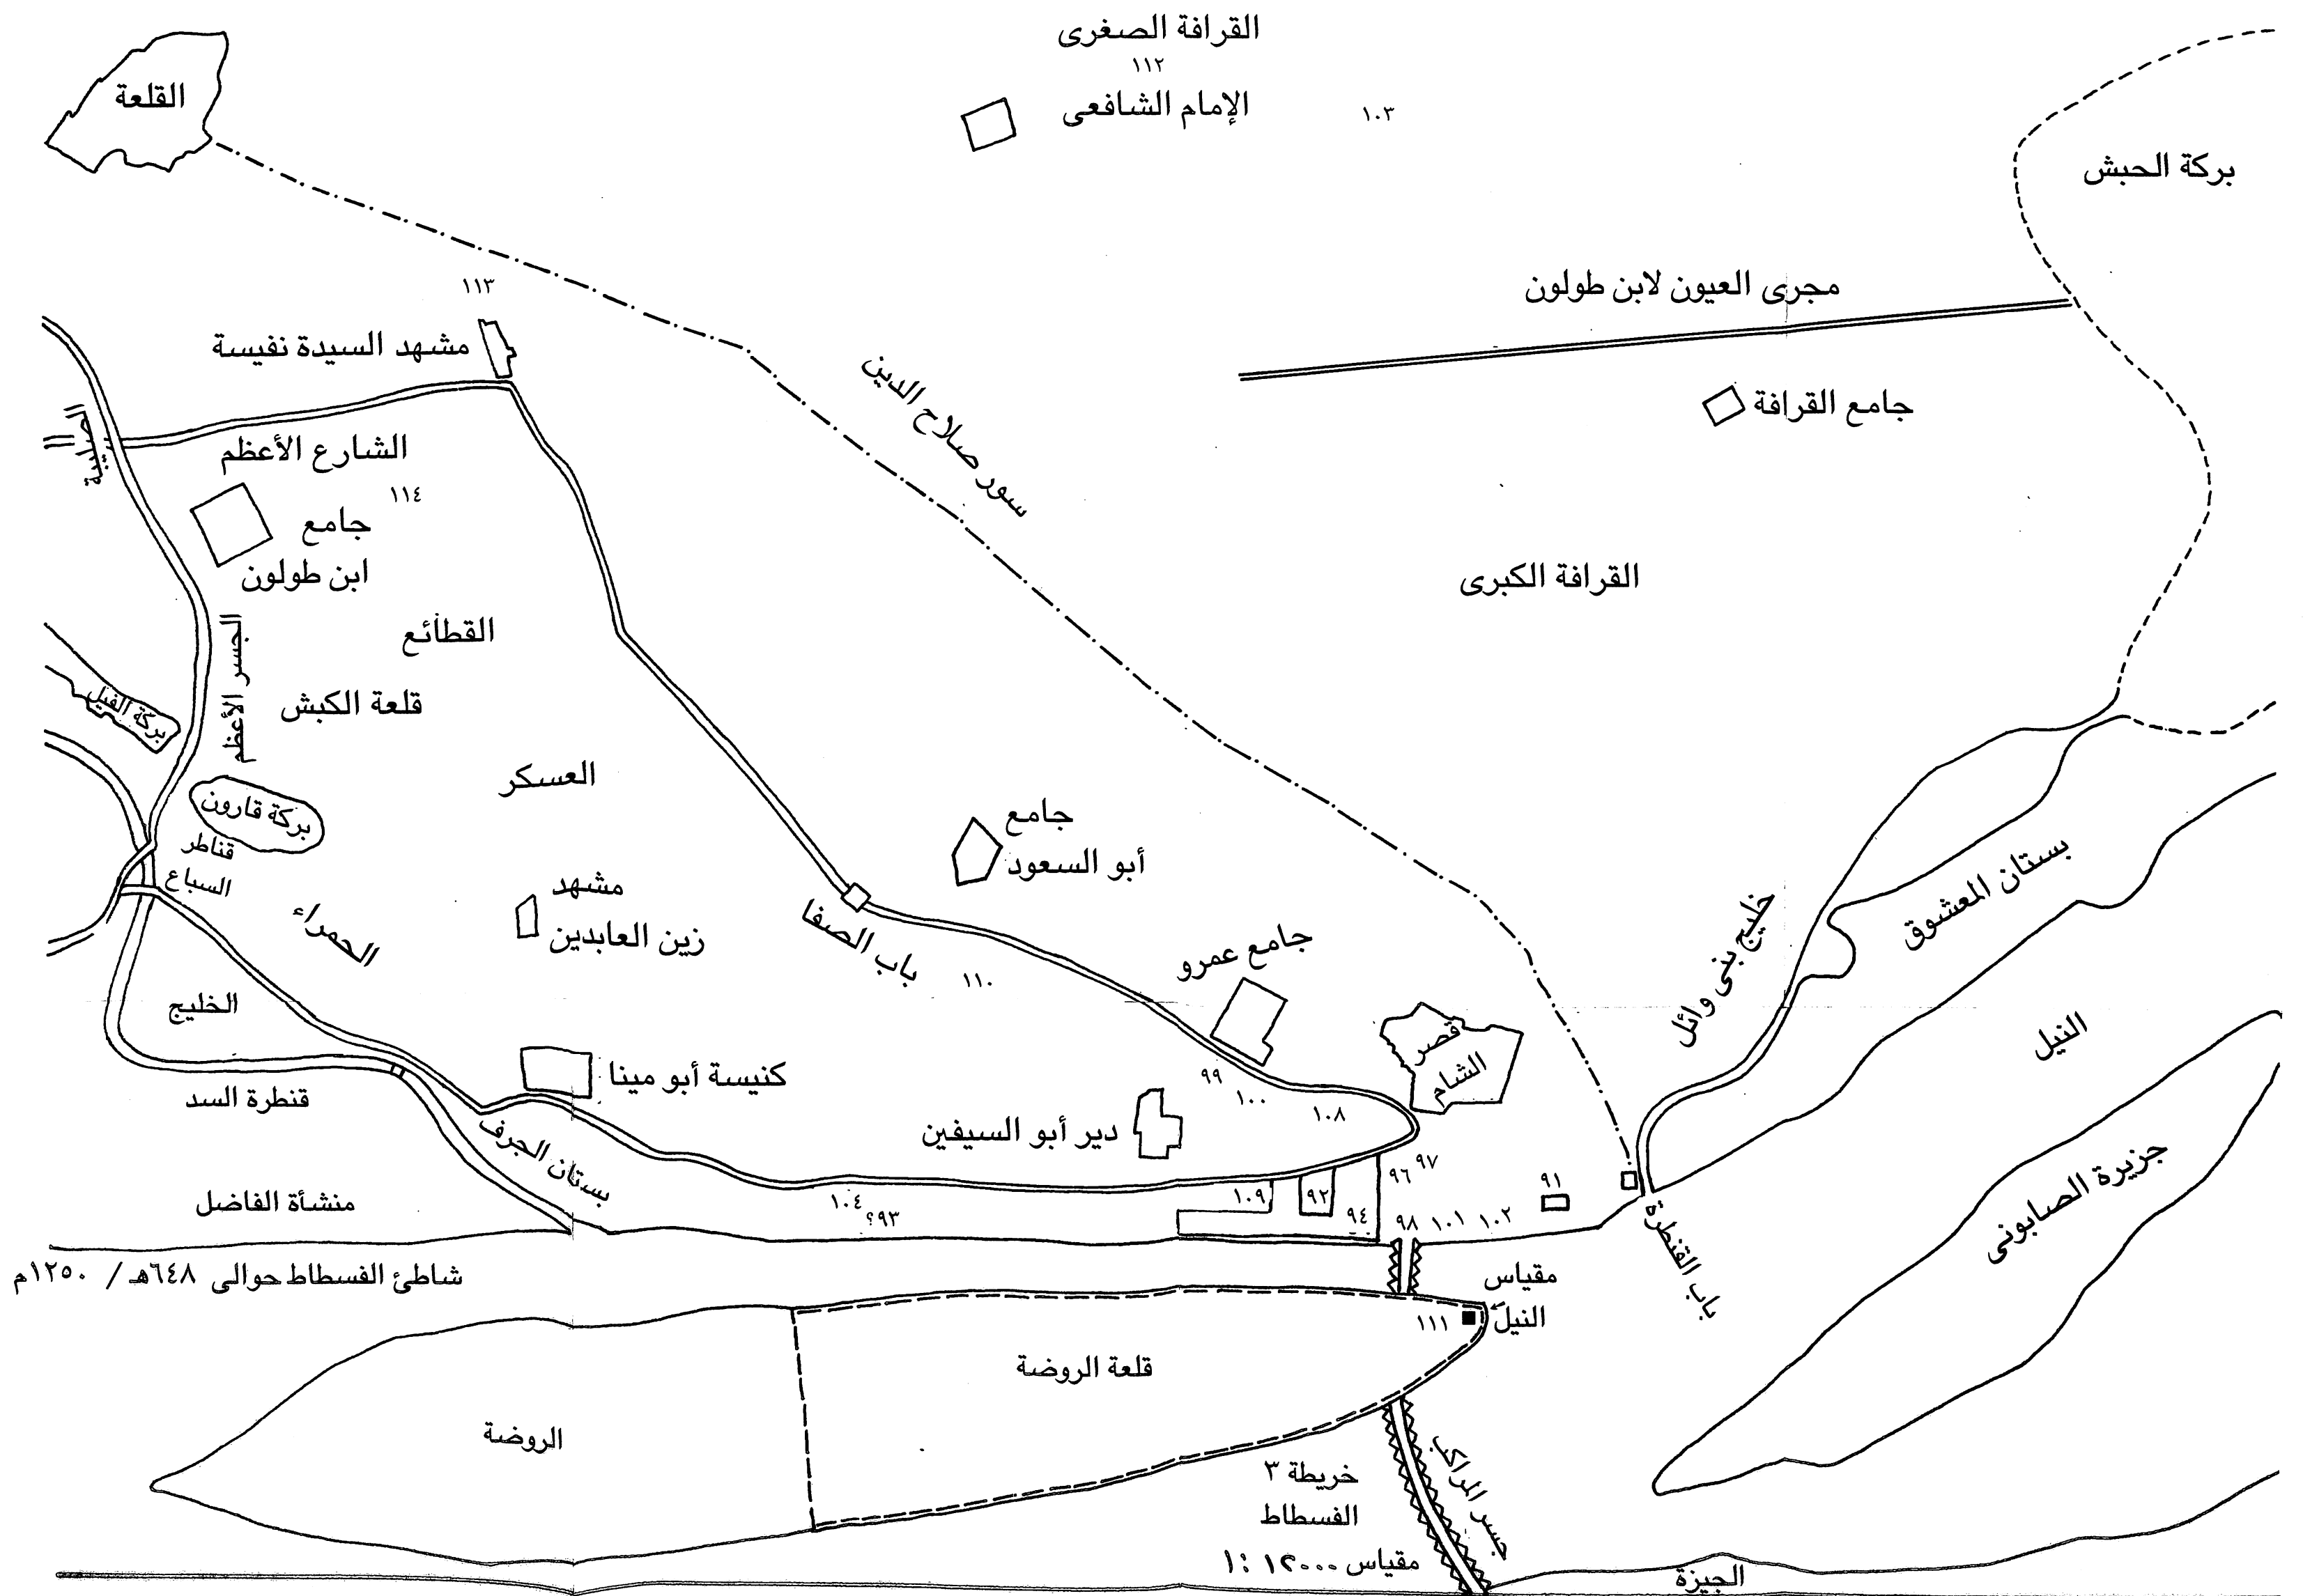 القرافة الصغرى
١١٢
الإمام الشافعى
١٠٣
القلعة
بركة الحبش
مجرى العيون لابن طولون
١١٣
مشهد السيدة نفيسة
سور صلاح الدين
جامع القرافة
الصليبة
الشارع الأعظم
١١٤
جامع
ابن طولون
القرافة الكبرى
القطائع
الجسر الأعظم
قلعة الكبش
بركة الفيل
العسكر
بركة قارون
قناطر
السباع
جامع
أبو السعود
مشهد
زين العابدين
الحمراء
باب الصفا
١١٠
جامع عمرو
بستان المعشوق
خليج بنى وائل
النيل
الخليج
قصر
الشام
كنيسة أبو مينا
٩٩
١٠٠
١٠٨
قنطرة السد
دير أبو السيفين
بستان الجرف
٩٧
٩٦
٩١
منشأة الفاضل
١٠٤
٩٣؟
١٠٩
٩٢
٩٤
٩٨
١٠١
١٠٢
باب القنطرة
جزيرة الصابونى
شاطئ الفسطاط حوالى ٦٤٨هـ / ١٢٥٠م
مقياس
النيل
١١١
قلعة الروضة
الروضة
جسر المراكب
خريطة ٣
الفسطاط
مقياس ١٢٠٠٠ : ١
الجيزة